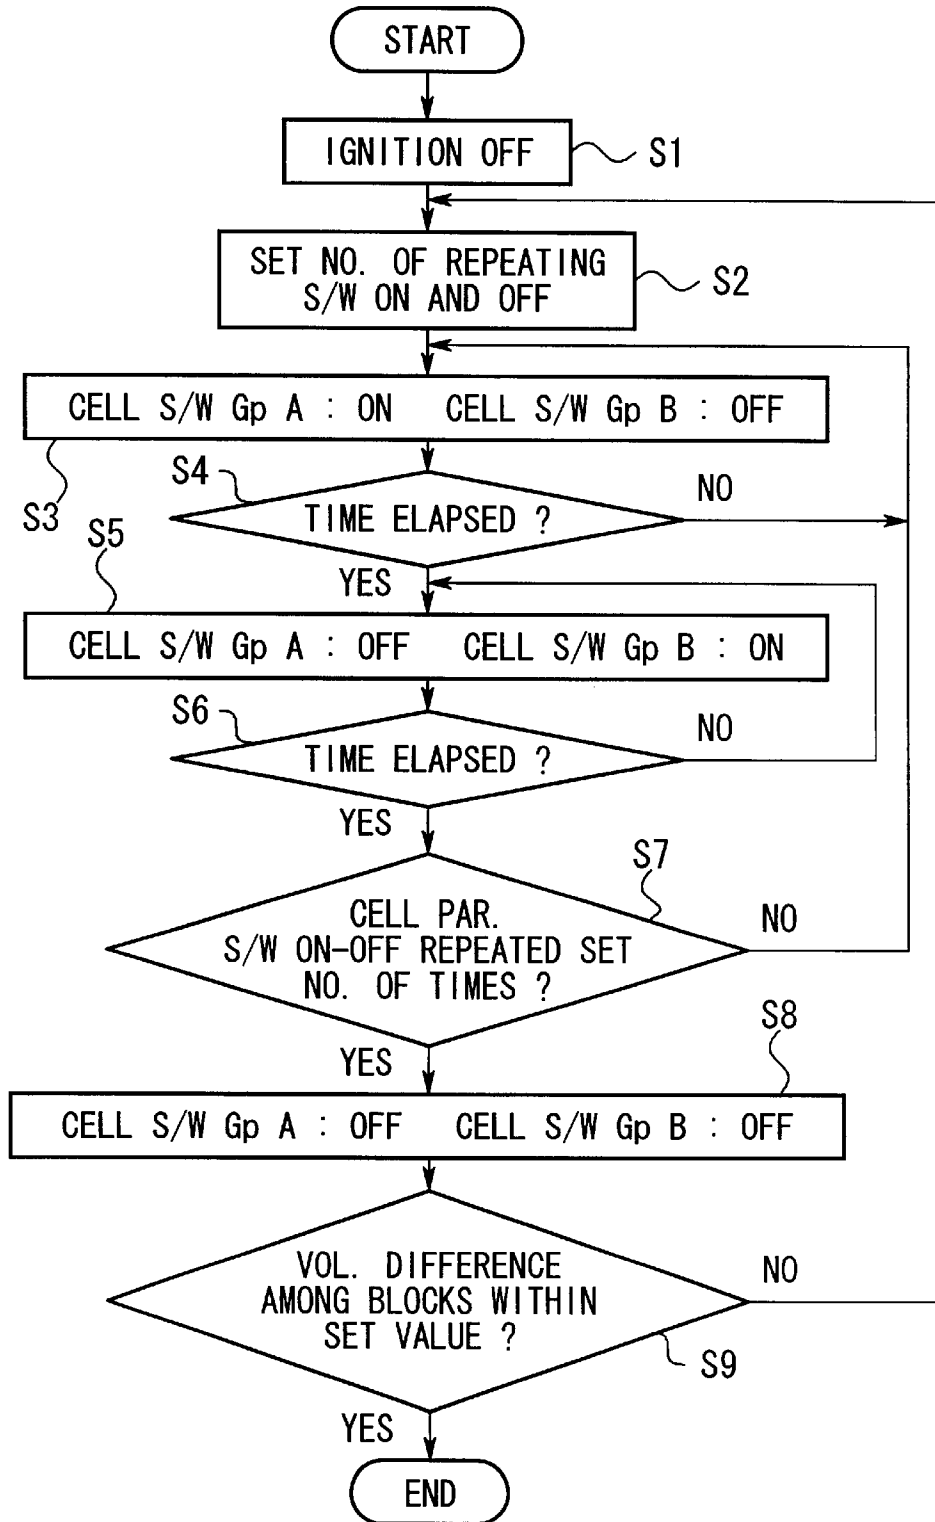 START
IGNITION OFF
S1
SET NO. OF REPEATING
S/W ON AND OFF
S2
CELL S/W Gp A : ON CELL S/W Gp B : OFF
S3
S4
TIME ELAPSED ?
NO
YES
S5
CELL S/W Gp A : OFF CELL S/W Gp B : ON
S6
TIME ELAPSED ?
NO
YES
S7
CELL PAR.
S/W ON-OFF REPEATED SET
NO. OF TIMES ?
NO
YES
S8
CELL S/W Gp A : OFF CELL S/W Gp B : OFF
VOL. DIFFERENCE
AMONG BLOCKS WITHIN
SET VALUE ?
NO
S9
YES
END